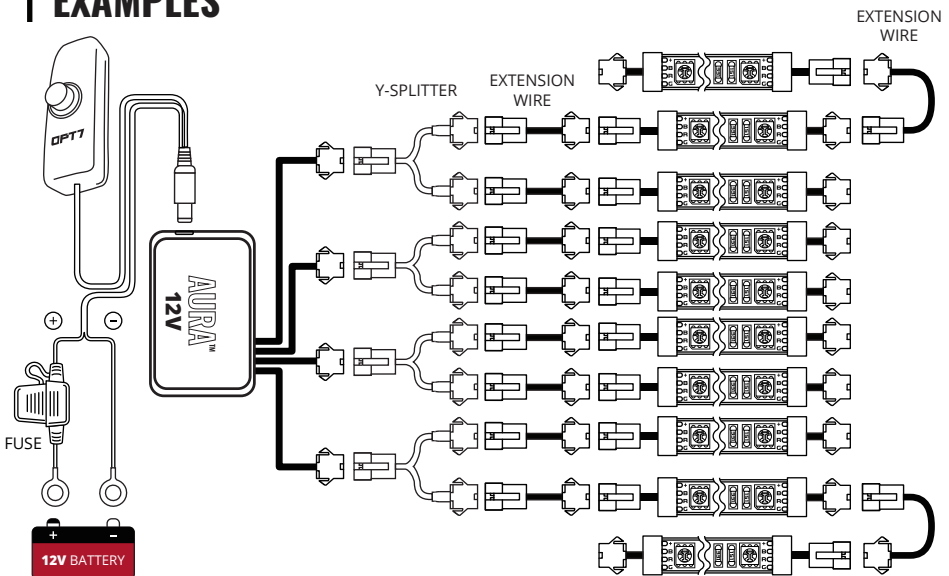 EXAMPLES
EXTENSION
WIRE
Y-SPLITTER
EXTENSION
WIRE
OPT7
AURA™
12V
+
−
FUSE
+
-
12V BATTERY